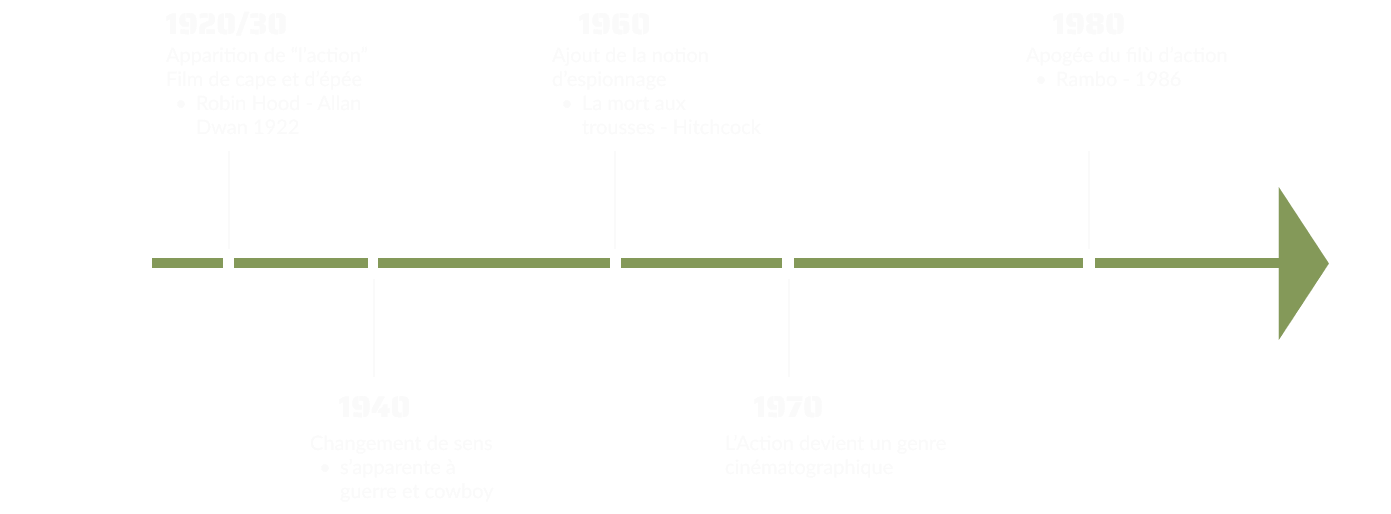 1920/30
Apparition de "l'action"
Film de cape et d'épée
• Robin Hood - Allan
Dwan 1922
1960
Ajout de la notion
d'espionnage
• La mort aux
trousses - Hitchcock
1980
Apogée du film d'action
• Rambo - 1986
1940
Changement de sens
• s'apparente à
guerre et cowboy
1970
L'Action devient un genre
cinématographique